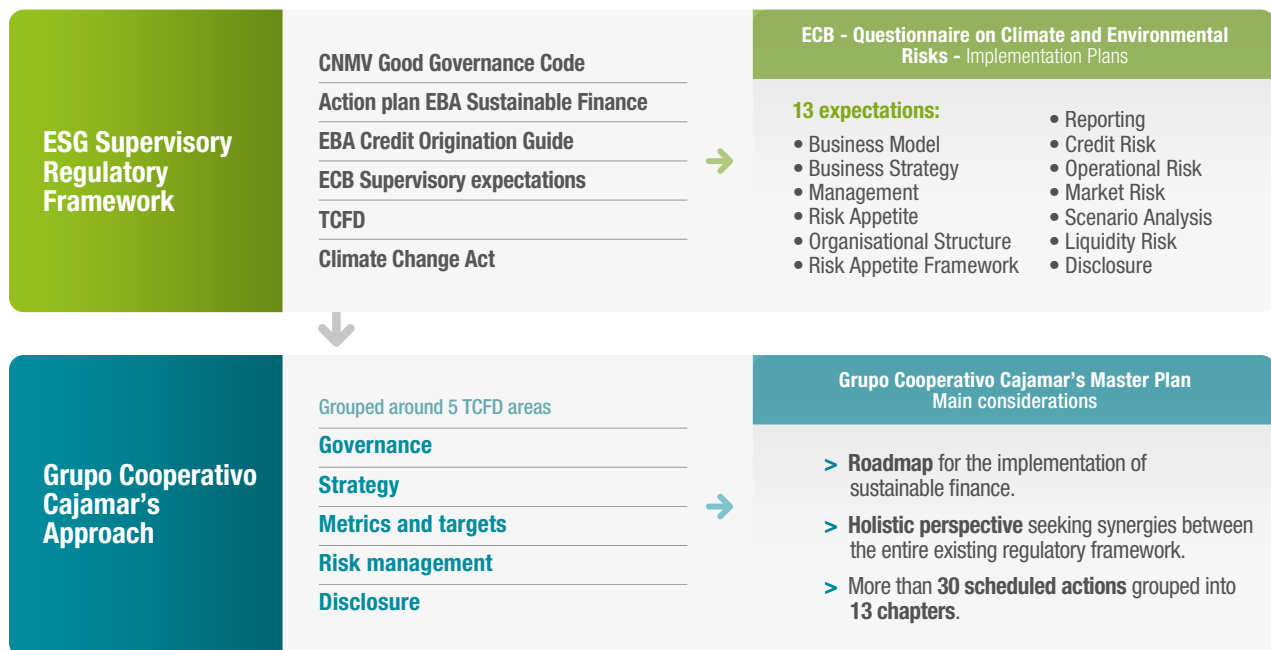 ESG Supervisory
Regulatory
Framework
CNMV Good Governance Code
Action plan EBA Sustainable Finance
EBA Credit Origination Guide
ECB Supervisory expectations
TCFD
Climate Change Act
ECB - Questionnaire on Climate and Environmental
Risks - Implementation Plans
13 expectations:
• Business Model
• Business Strategy
• Management
• Risk Appetite
• Organisational Structure
• Risk Appetite Framework
• Reporting
• Credit Risk
• Operational Risk
• Market Risk
• Scenario Analysis
• Liquidity Risk
• Disclosure
Grupo Cooperativo
Cajamar's
Approach
Grouped around 5 TCFD areas
Governance
Strategy
Metrics and targets
Risk management
Disclosure
Grupo Cooperativo Cajamar's Master Plan
Main considerations
> Roadmap for the implementation of
sustainable finance.
> Holistic perspective seeking synergies between
the entire existing regulatory framework.
> More than 30 scheduled actions grouped into
13 chapters.